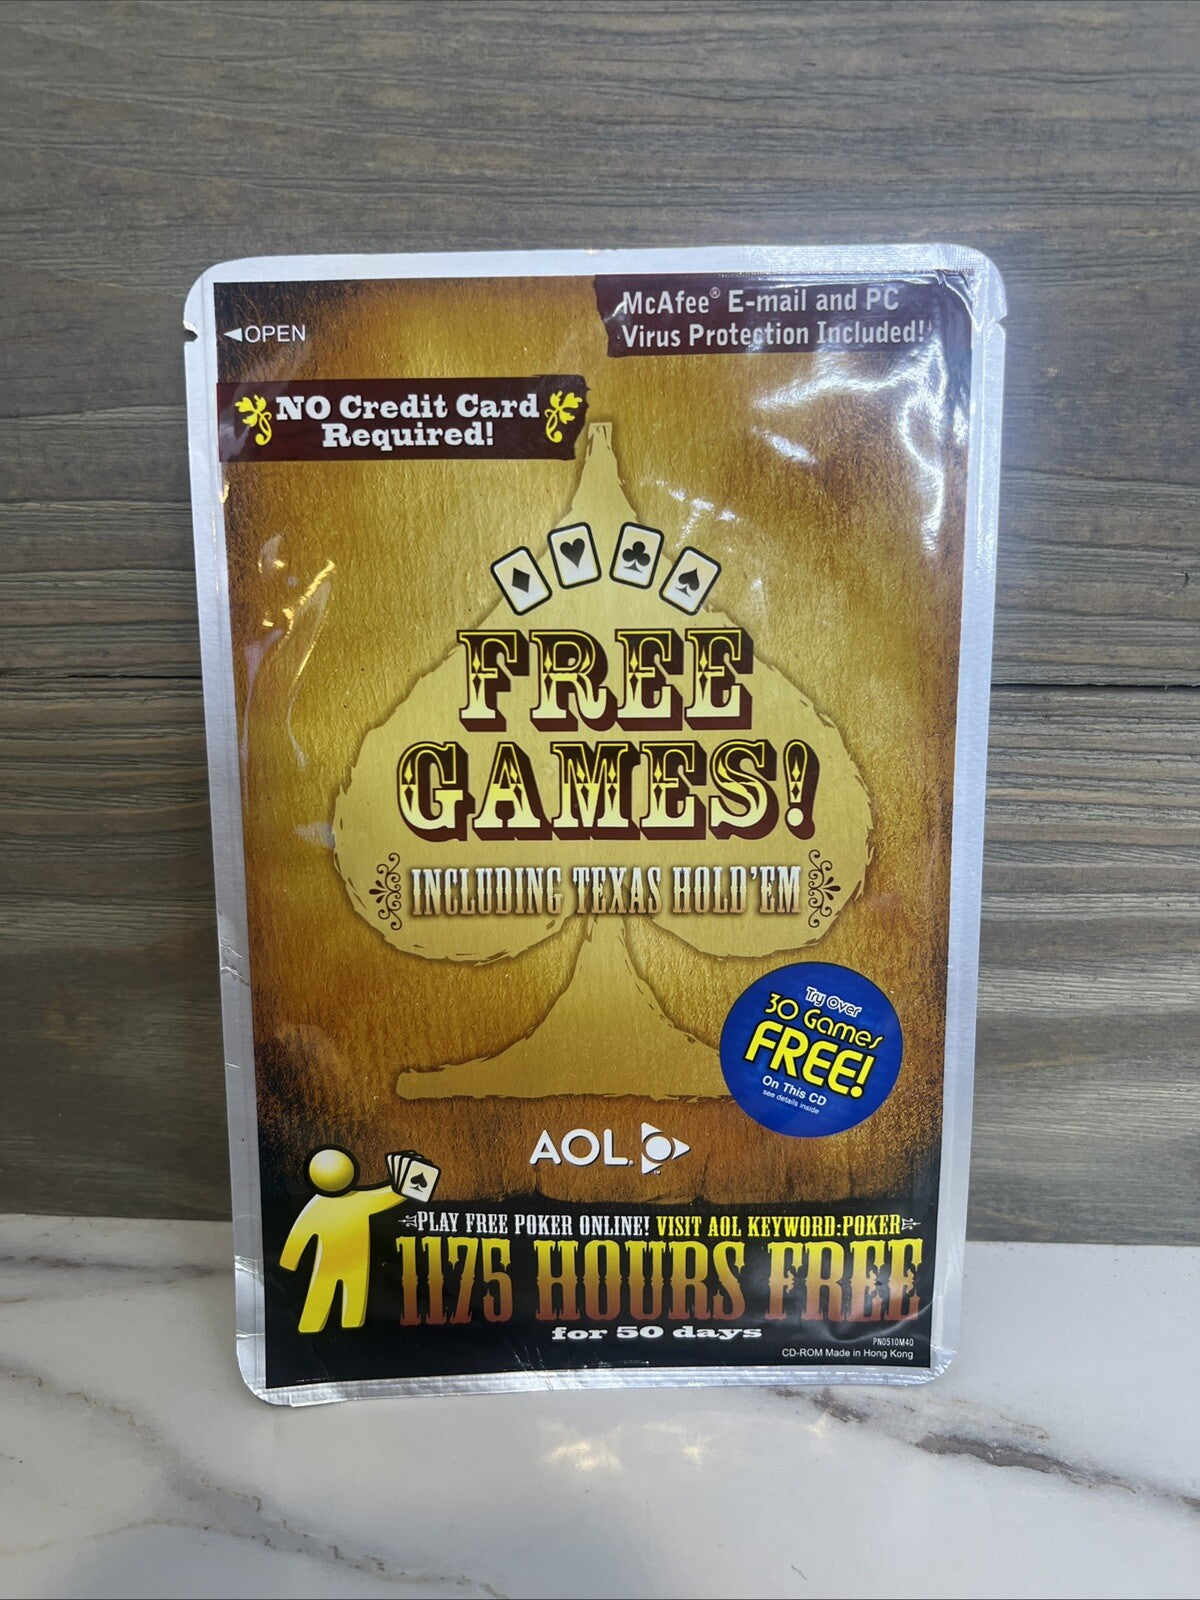 OPEN
McAfee® E-mail and PC
Virus Protection Included!†
NO Credit Card
Required!
FREE
GAMES!
INCLUDING TEXAS HOLD'EM
Try Over
30 Games
FREE!
On This CD
see details inside
AOL
PLAY FREE POKER ONLINE! VISIT AOL KEYWORD:POKER
1175 HOURS FREE
for 50 days
PN0510M40
CD-ROM Made in Hong Kong